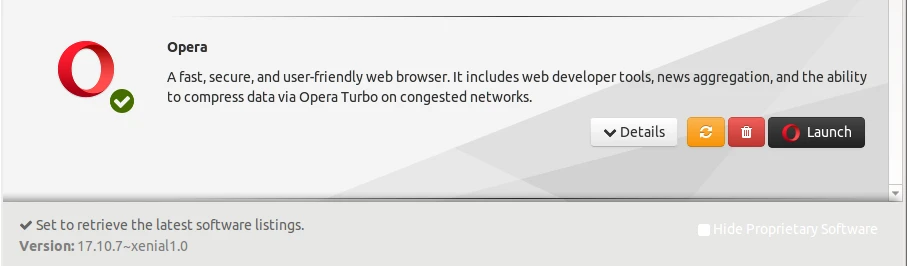 Opera
A fast, secure, and user-friendly web browser. It includes web developer tools, news aggregation, and the ability
to compress data via Opera Turbo on congested networks.
Details
Launch
Set to retrieve the latest software listings.
Version: 17.10.7~xenial1.0
Hide Proprietary Software